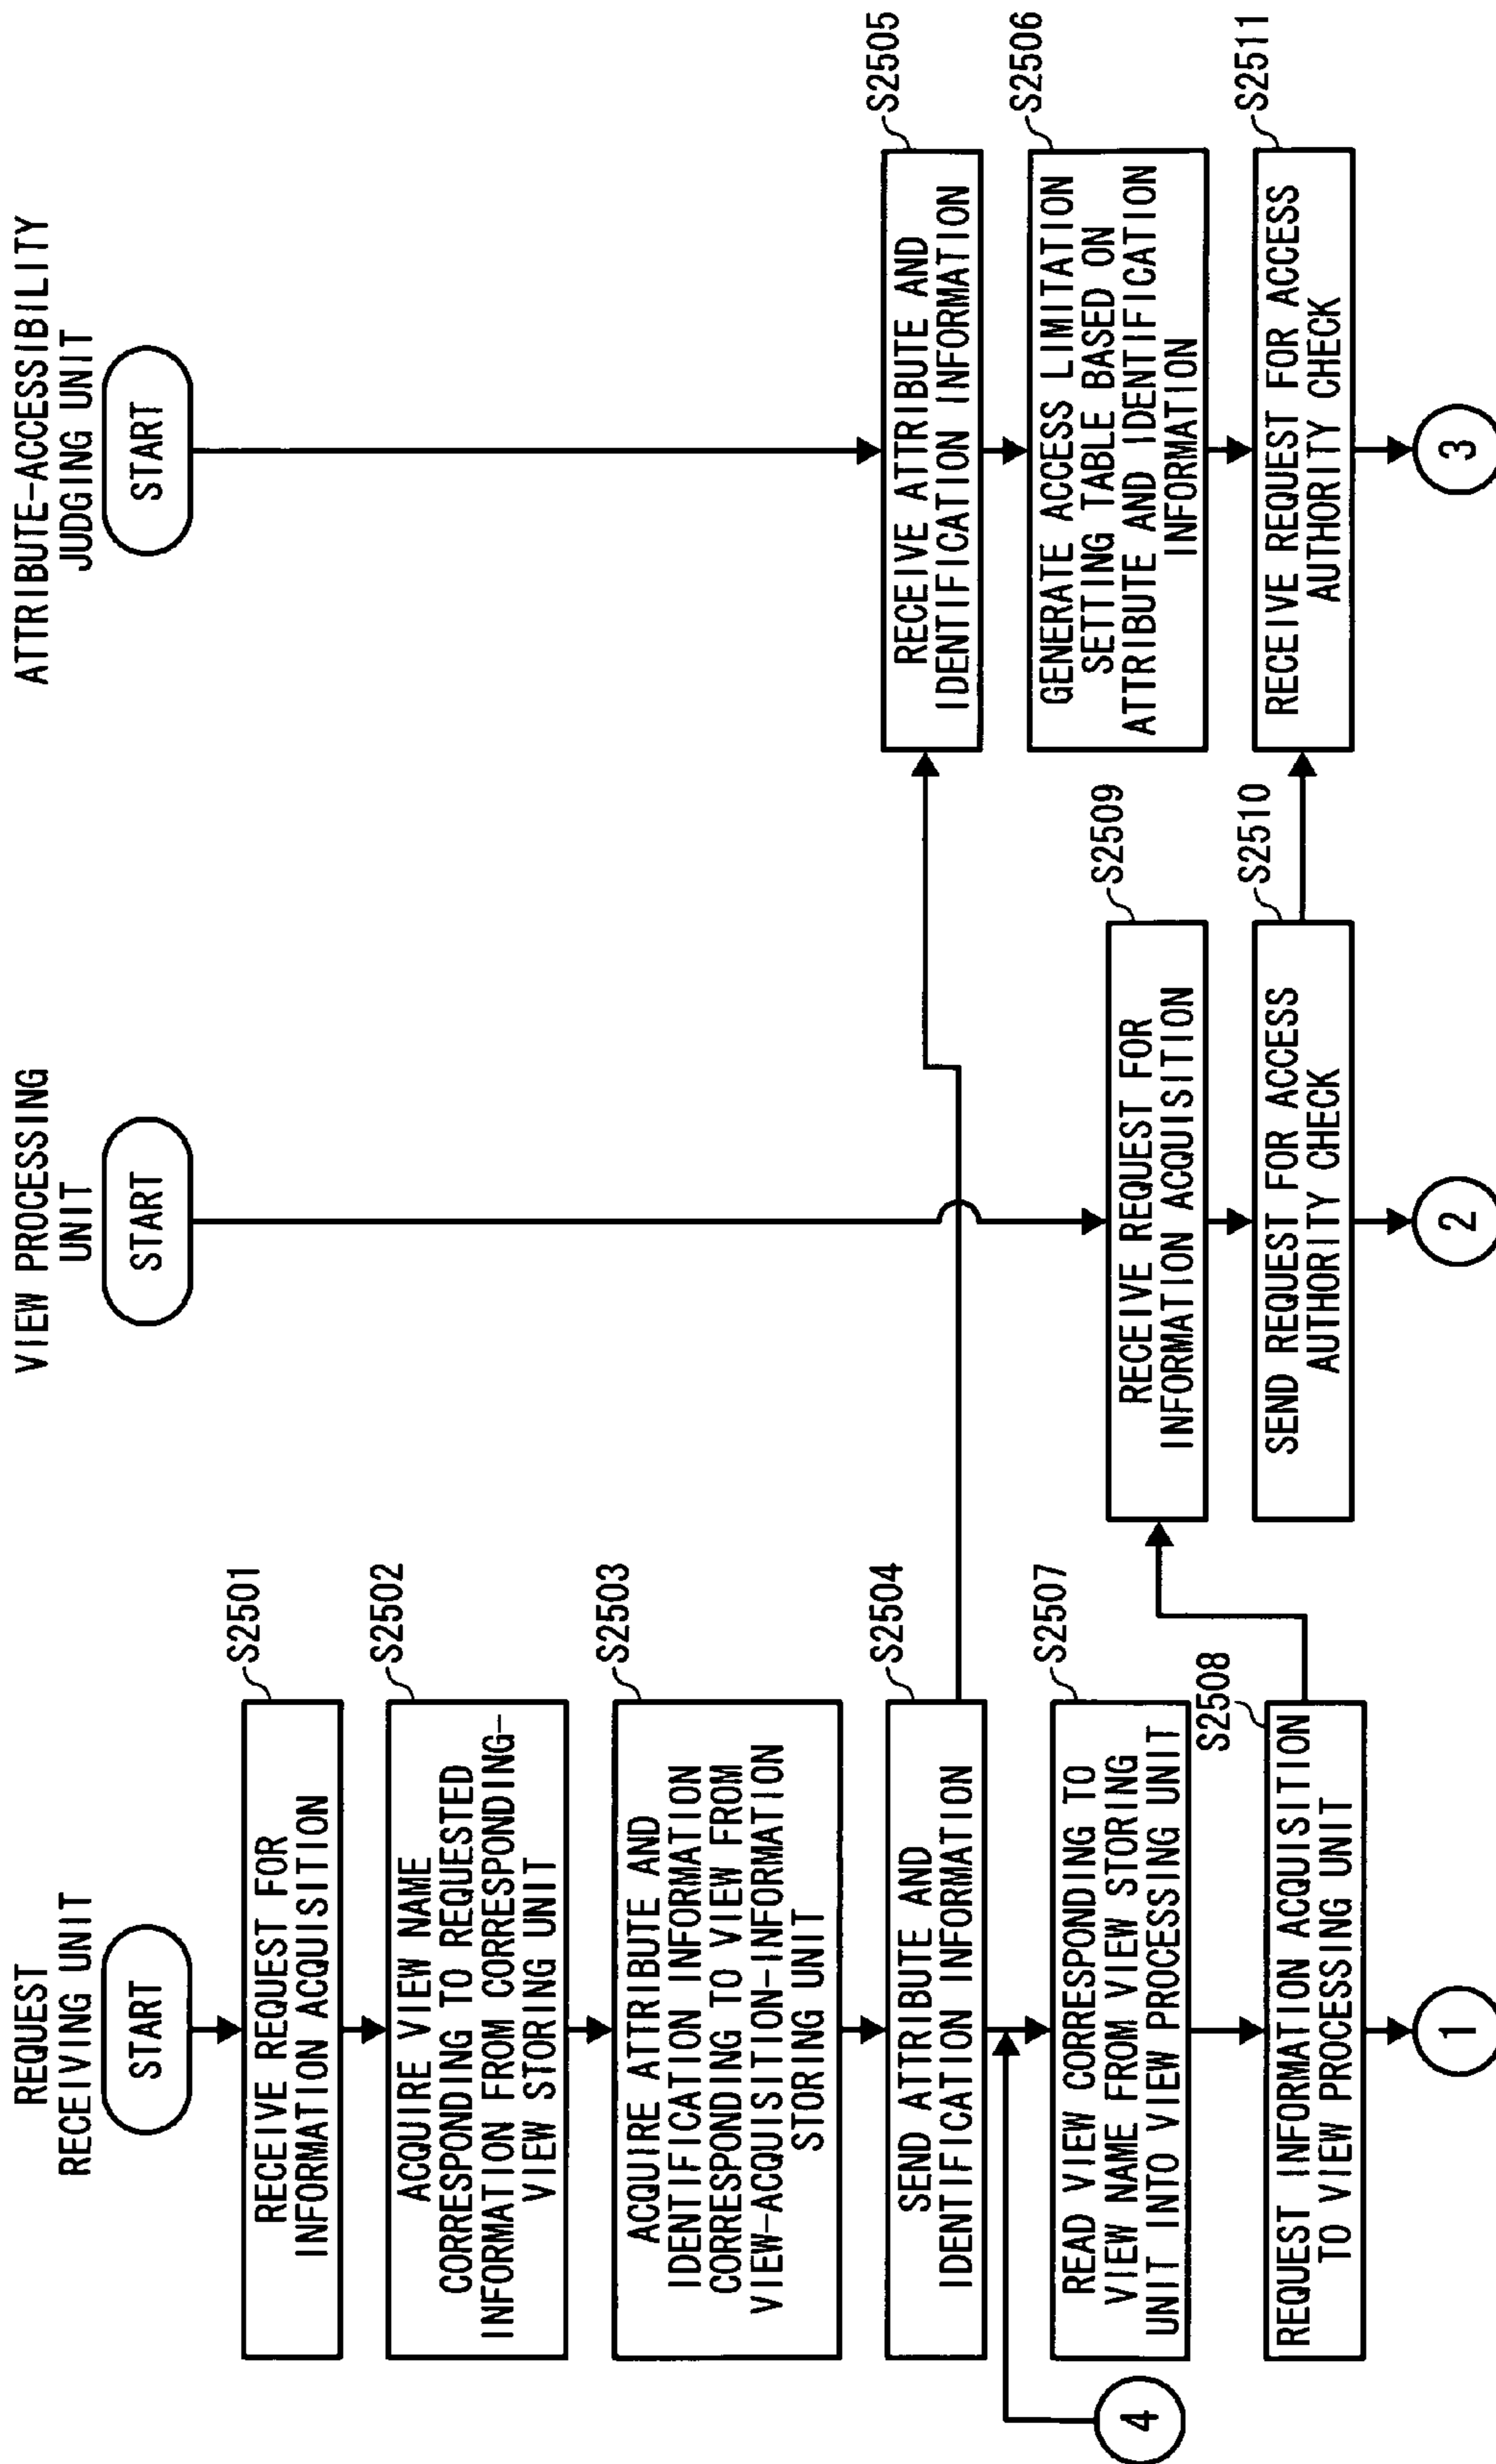 REQUEST
RECEIVING UNIT
START
S2501
RECEIVE REQUEST FOR
INFORMATION ACQUISITION
S2502
ACQUIRE VIEW NAME
CORRESPONDING TO REQUESTED
INFORMATION FROM CORRESPONDING-
VIEW STORING UNIT
S2503
ACQUIRE ATTRIBUTE AND
IDENTIFICATION INFORMATION
CORRESPONDING TO VIEW FROM
VIEW-ACQUISITION-INFORMATION
STORING UNIT
S2504
SEND ATTRIBUTE AND
IDENTIFICATION INFORMATION
4
S2507
READ VIEW CORRESPONDING TO
VIEW NAME FROM VIEW STORING
UNIT INTO VIEW PROCESSING UNIT
S2508
REQUEST INFORMATION ACQUISITION
TO VIEW PROCESSING UNIT
1
VIEW PROCESSING
UNIT
START
S2509
RECEIVE REQUEST FOR
INFORMATION ACQUISITION
S2510
SEND REQUEST FOR ACCESS
AUTHORITY CHECK
2
ATTRIBUTE-ACCESSIBILITY
JUDGING UNIT
START
S2505
RECEIVE ATTRIBUTE AND
IDENTIFICATION INFORMATION
S2506
GENERATE ACCESS LIMITATION
SETTING TABLE BASED ON
ATTRIBUTE AND IDENTIFICATION
INFORMATION
S2511
RECEIVE REQUEST FOR ACCESS
AUTHORITY CHECK
3